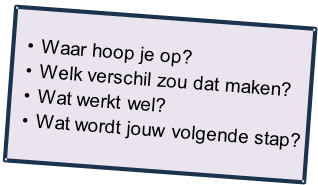 • Waar hoop je op?
• Welk verschil zou dat maken?
• Wat werkt wel?
• Wat wordt jouw volgende stap?